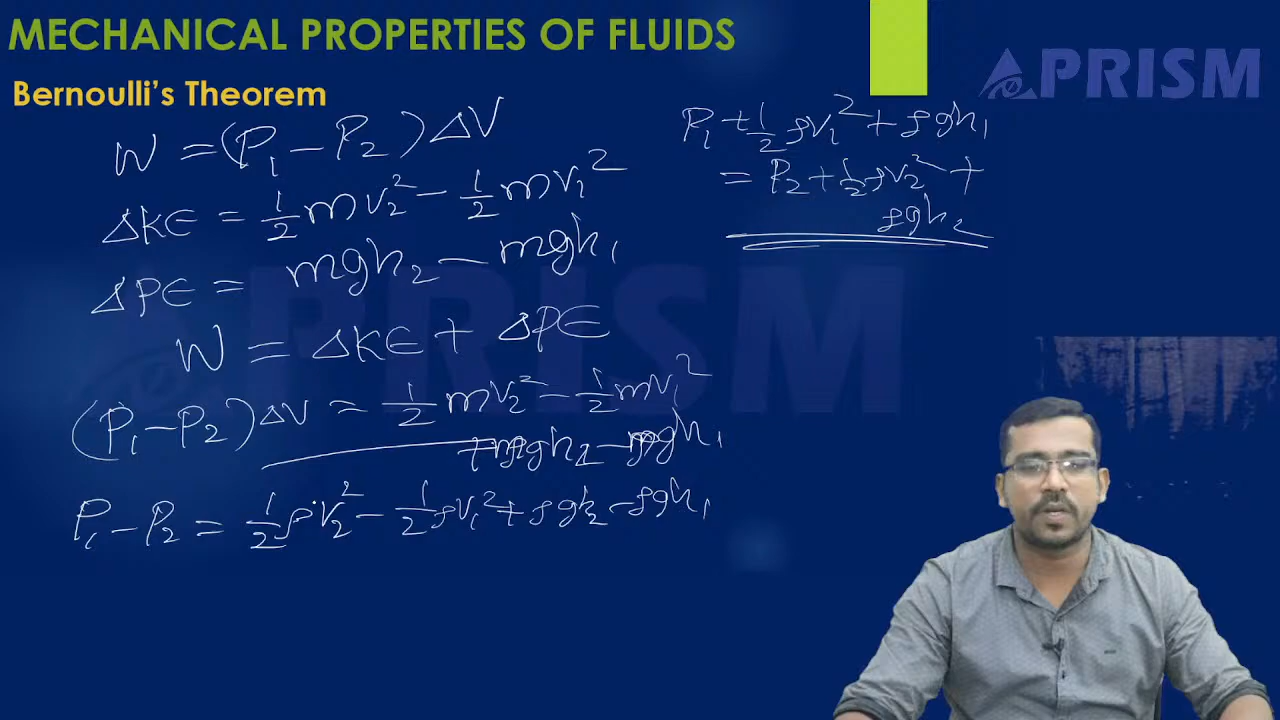 MECHANICAL PROPERTIES OF FLUIDS
PRISM
Bernoulli's Theorem
W = (P₁ - P₂) ΔV
ΔKE = ½ mv₂² - ½ mv₁²
ΔPE = mgh₂ - mgh₁
W = ΔKE + ΔPE
(P₁ - P₂) ΔV = ½ mv₂² - ½ mv₁²
+ mgh₂ - mgh₁
P₁ - P₂ = ½ ρv₂² - ½ ρv₁² + ρgh₂ - ρgh₁
P₁ + ½ ρv₁² + ρgh₁
= P₂ + ½ ρv₂² +
ρgh₂
PRISM